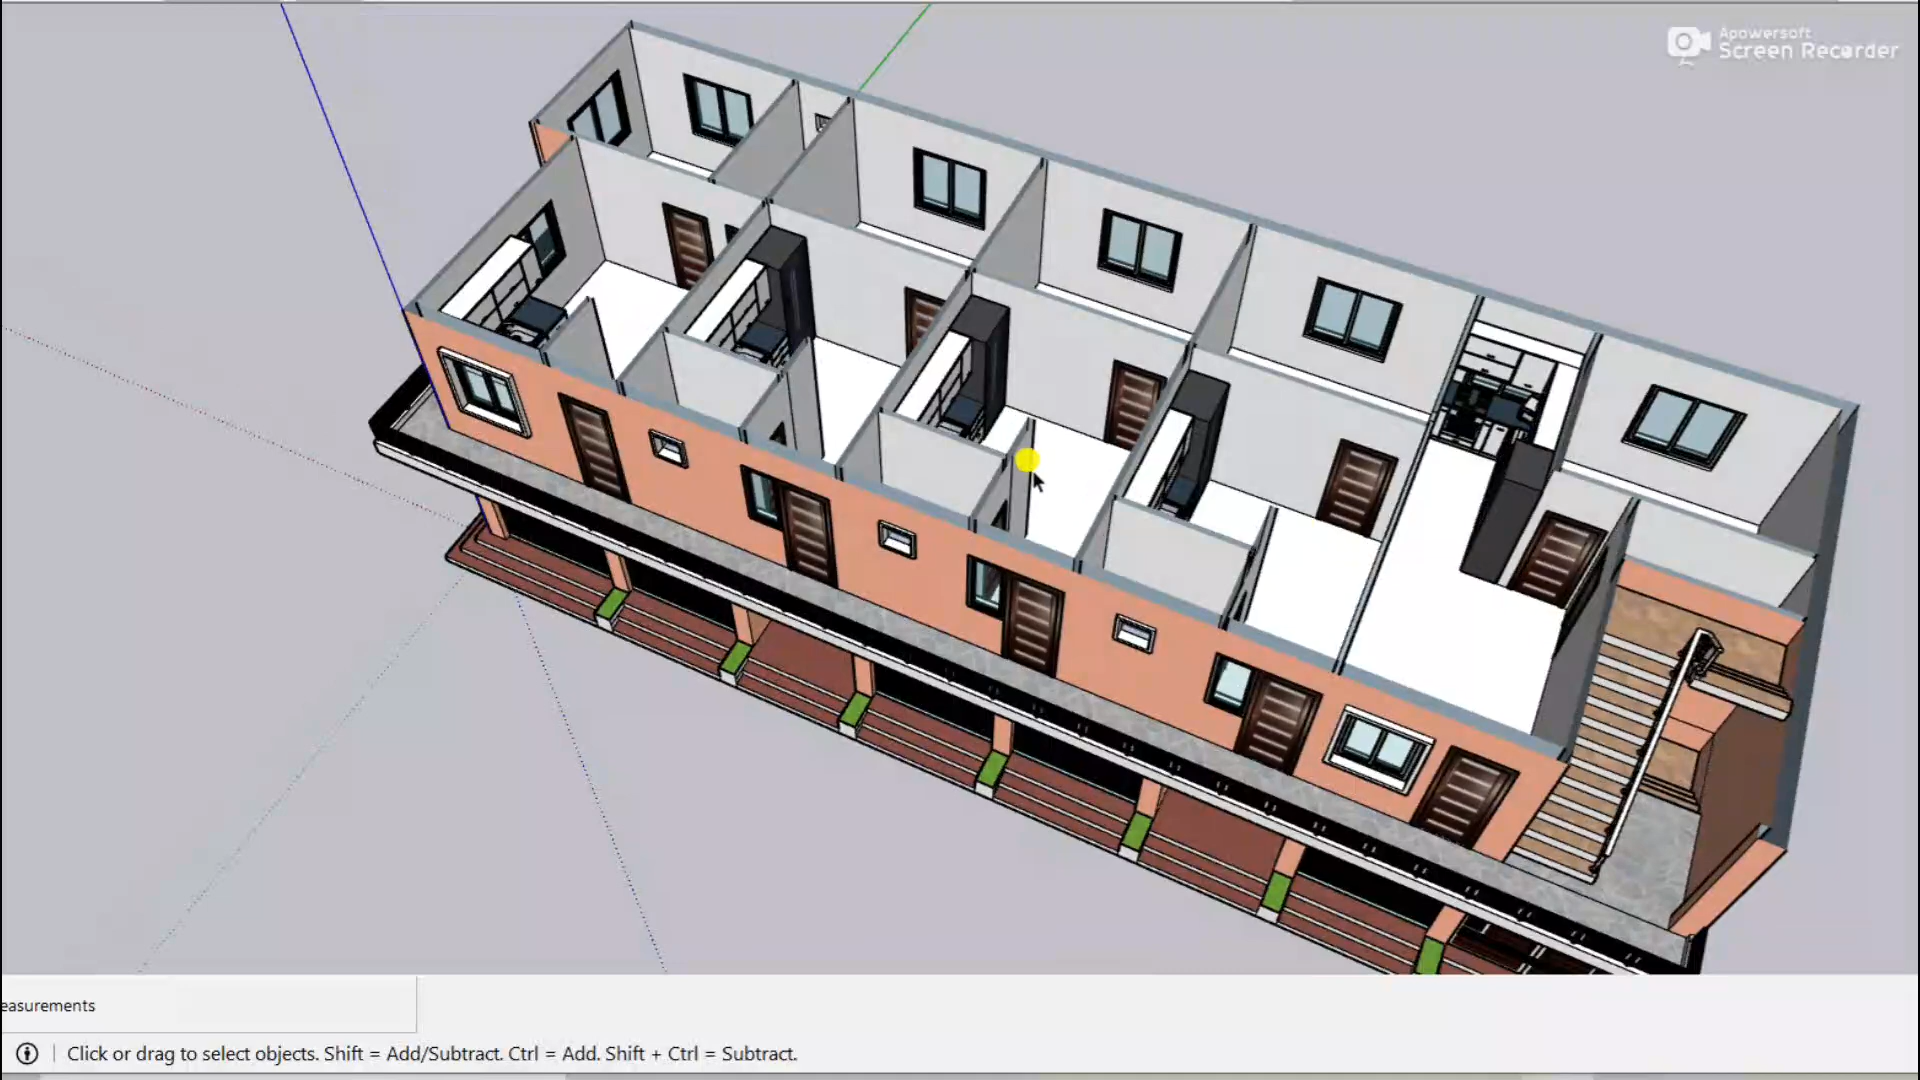 Apowersoft
Screen Recorder
easurements
Click or drag to select objects. Shift = Add/Subtract. Ctrl = Add. Shift + Ctrl = Subtract.